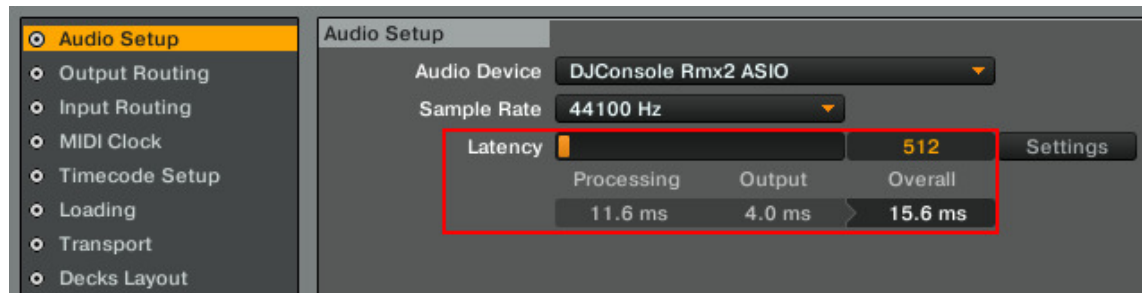 Audio Setup
Output Routing
Input Routing
MIDI Clock
Timecode Setup
Loading
Transport
Decks Layout
Audio Setup
Audio Device DJConsole Rmx2 ASIO
Sample Rate 44100 Hz
Latency 512 Settings
Processing Output Overall
11.6 ms 4.0 ms 15.6 ms